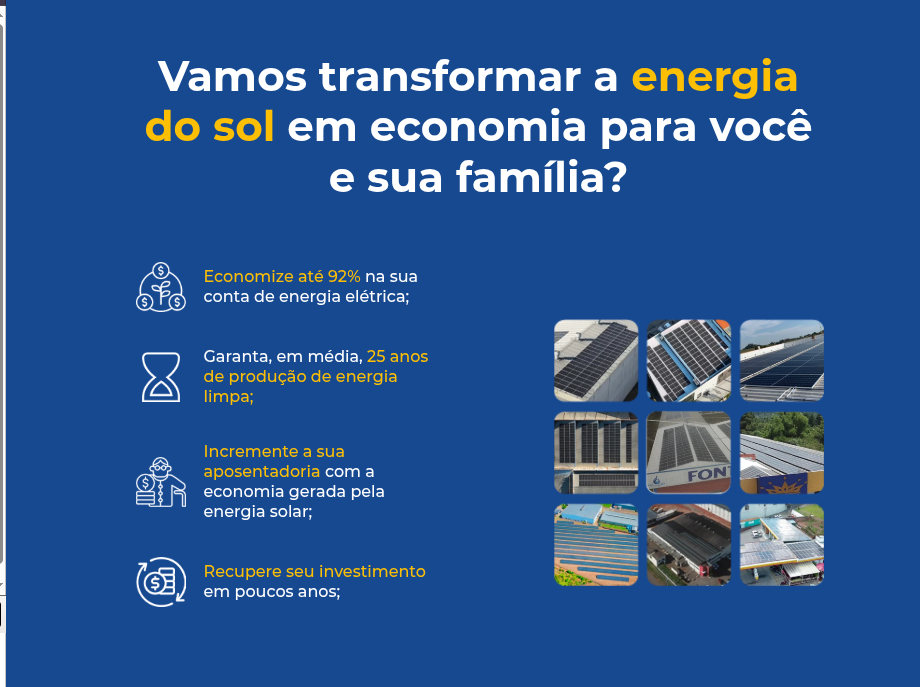 Vamos transformar a energia
do sol em economia para você
e sua família?
Economize até 92% na sua
conta de energia elétrica;
Garanta, em média, 25 anos
de produção de energia
limpa;
Incremente a sua
aposentadoria com a
economia gerada pela
energia solar;
Recupere seu investimento
em poucos anos;
FON